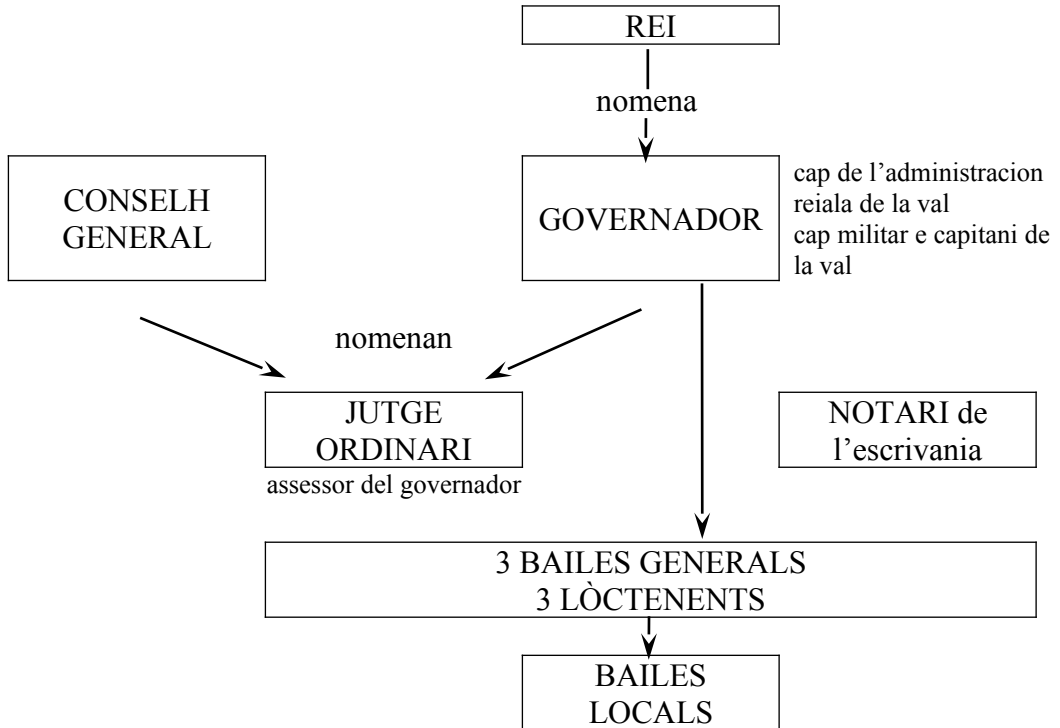 REI
nomena
CONSELH
GENERAL
GOVERNADOR
cap de l’administracion
reiala de la val
cap militar e capitani de
la val
nomenan
JUTGE
ORDINARI
assessor del governador
NOTARI de
l’escrivania
3 BAILES GENERALS
3 LÒCTENENTS
BAILES
LOCALS